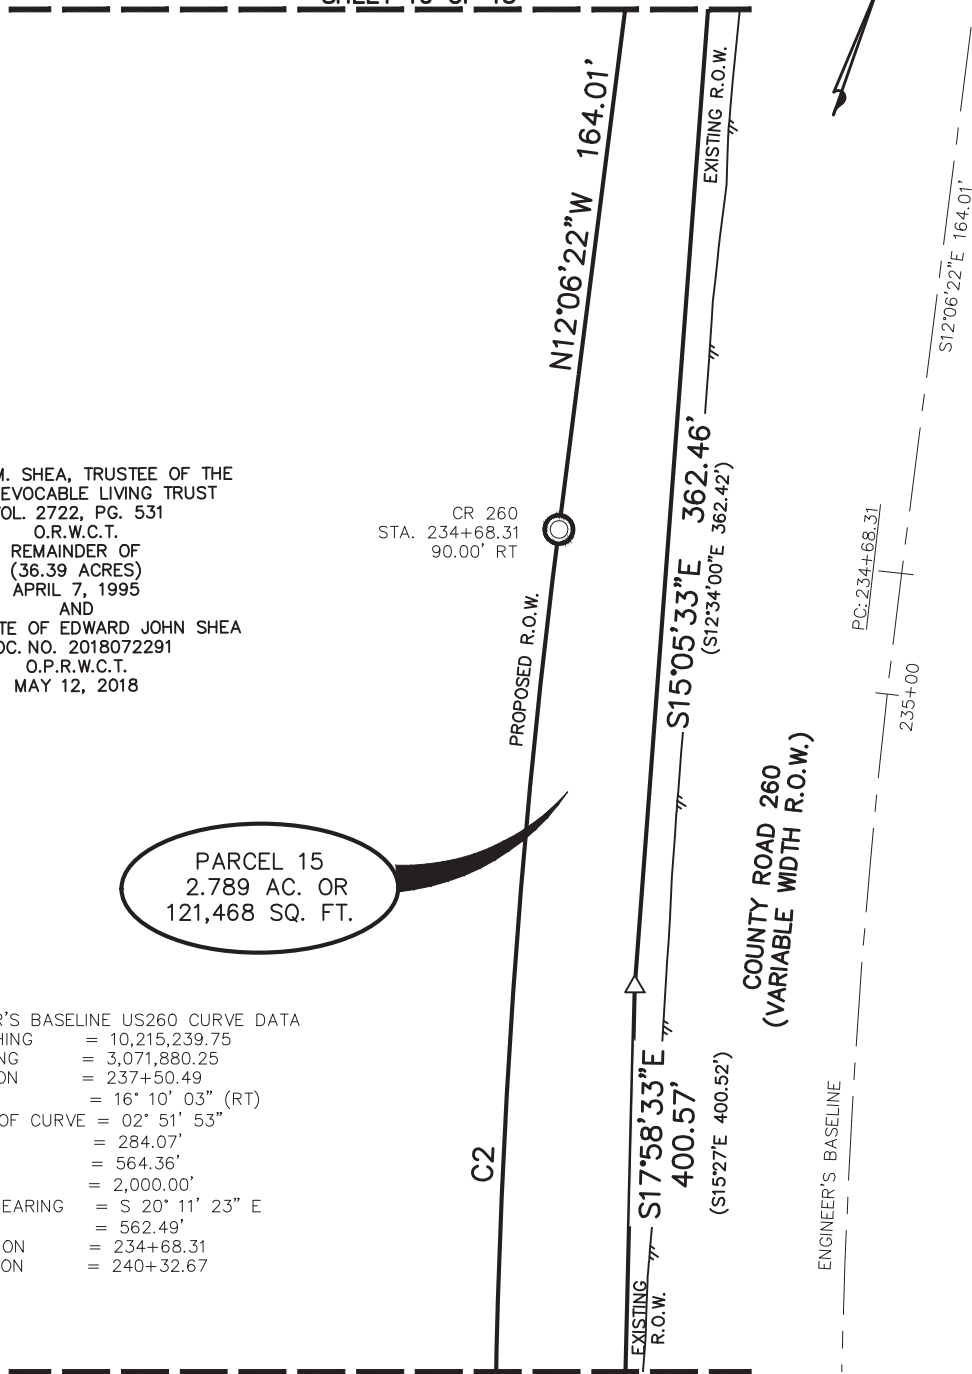 164.01'
N12°06'22"W
EXISTING R.O.W.
S12°06'22"E 164.01'
M. SHEA, TRUSTEE OF THE
EVOCABLE LIVING TRUST
OL. 2722, PG. 531
O.R.W.C.T.
REMAINDER OF
(36.39 ACRES)
APRIL 7, 1995
AND
TE OF EDWARD JOHN SHEA
OC. NO. 2018072291
O.P.R.W.C.T.
MAY 12, 2018
CR 260
STA. 234+68.31
90.00' RT
PROPOSED R.O.W.
S15°05'33"E 362.46'
(S12°34'00"E 362.42')
PC: 234+68.31
235+00
COUNTY ROAD 260
(VARIABLE WIDTH R.O.W.)
PARCEL 15
2.789 AC. OR
121,468 SQ. FT.
R'S BASELINE US260 CURVE DATA
HING = 10,215,239.75
NG = 3,071,880.25
ON = 237+50.49
= 16° 10' 03" (RT)
OF CURVE = 02° 51' 53"
= 284.07'
= 564.36'
= 2,000.00'
EARING = S 20° 11' 23" E
= 562.49'
ON = 234+68.31
ON = 240+32.67
C2
S17°58'33"E
400.57'
(S15°27'E 400.52')
ENGINEER'S BASELINE
EXISTING
R.O.W.